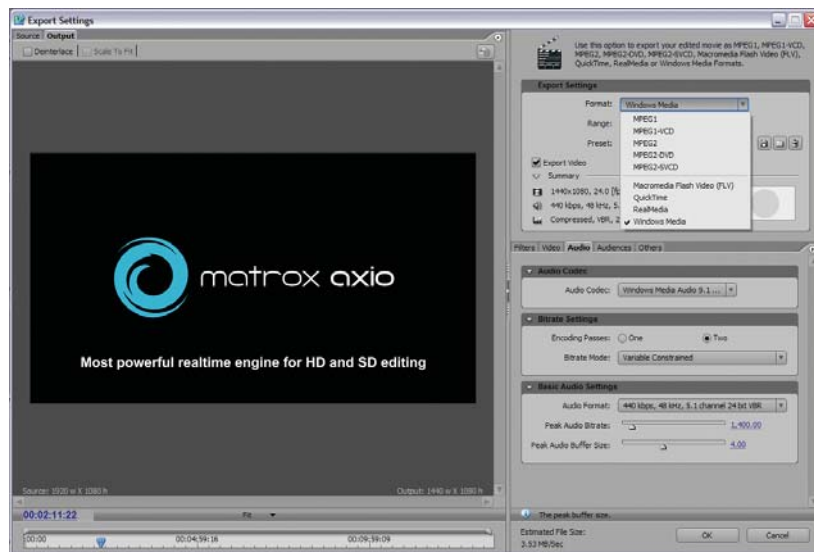 Export Settings
Source Output
Deinterlace Scale To Fit
matrox axio
Most powerful realtime engine for HD and SD editing
Source: 1920 w X 1080 h
Output: 1440 w X 1080 h
00:02:11:22
Fit
00:00 00:04:59:16 00:09:59:09
Use this option to export your edited movie as MPEG1, MPEG1-VCD,
MPEG2, MPEG2-DVD, MPEG2-SVCD, Macromedia Flash Video (FLV),
QuickTime, RealMedia or Windows Media Formats.
Export Settings
Format: Windows Media
Range:
Preset:
MPEG1
MPEG1-VCD
MPEG2
MPEG2-DVD
MPEG2-SVCD
Macromedia Flash Video (FLV)
QuickTime
RealMedia
Windows Media
Export Video
Summary
1440x1080, 24.0 [fp
440 kbps, 48 kHz, 5.
Compressed, VBR, 2
Filters Video Audio Audiences Others
Audio Codec
Audio Codec: Windows Media Audio 9.1 ...
Bitrate Settings
Encoding Passes: One Two
Bitrate Mode: Variable Constrained
Basic Audio Settings
Audio Format: 440 kbps, 48 kHz, 5.1 channel 24 bit VBR
Peak Audio Bitrate: 1,400.00
Peak Audio Buffer Size: 4.00
The peak buffer size.
Estimated File Size:
3.53 MB/Sec
OK Cancel